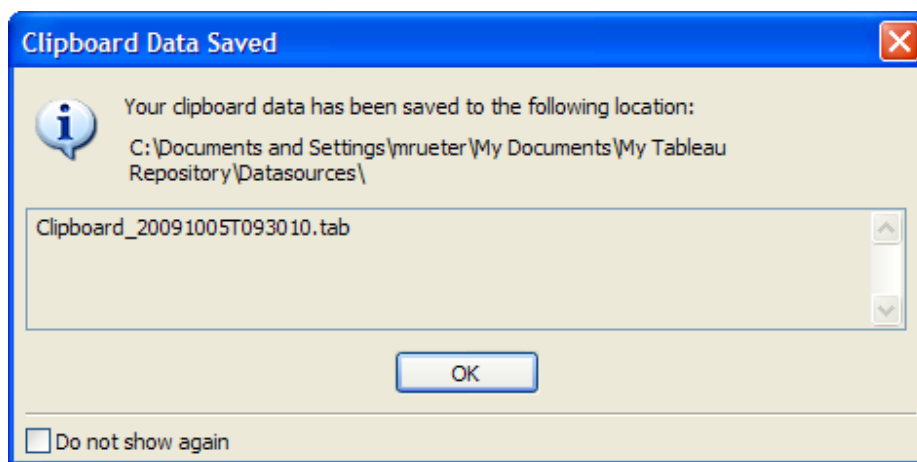 Clipboard Data Saved
Your clipboard data has been saved to the following location:
C:\Documents and Settings\mrueter\My Documents\My Tableau
Repository\Datasources\
Clipboard_20091005T093010.tab
OK
Do not show again